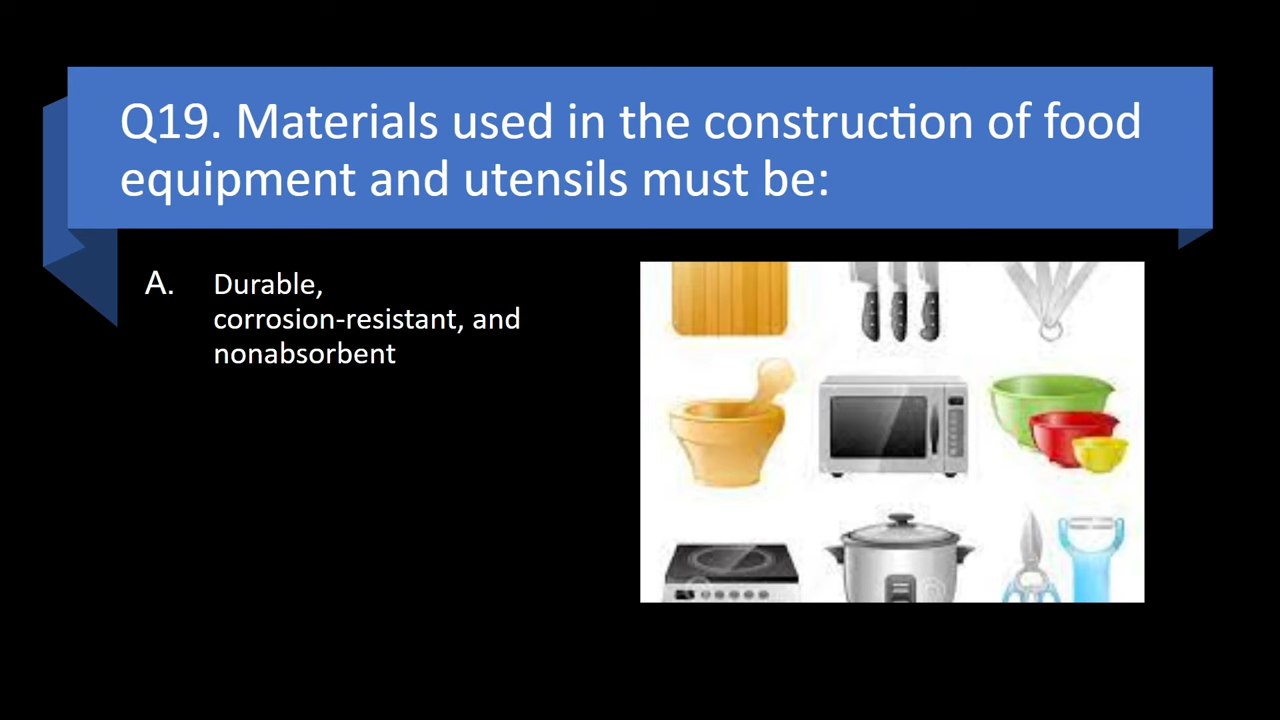 Q19. Materials used in the construction of food
equipment and utensils must be:
A. Durable,
corrosion-resistant, and
nonabsorbent